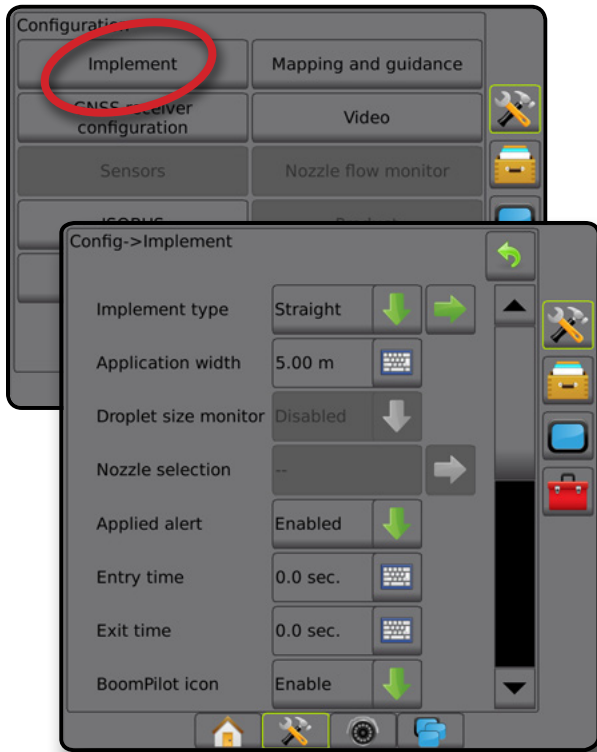 Configuration
Implement
Mapping and guidance
GNSS receiver
configuration
Video
Sensors
Nozzle flow monitor
Config->Implement
Implement type
Straight
Application width
5.00 m
Droplet size monitor
Disabled
Nozzle selection
--
Applied alert
Enabled
Entry time
0.0 sec.
Exit time
0.0 sec.
BoomPilot icon
Enable